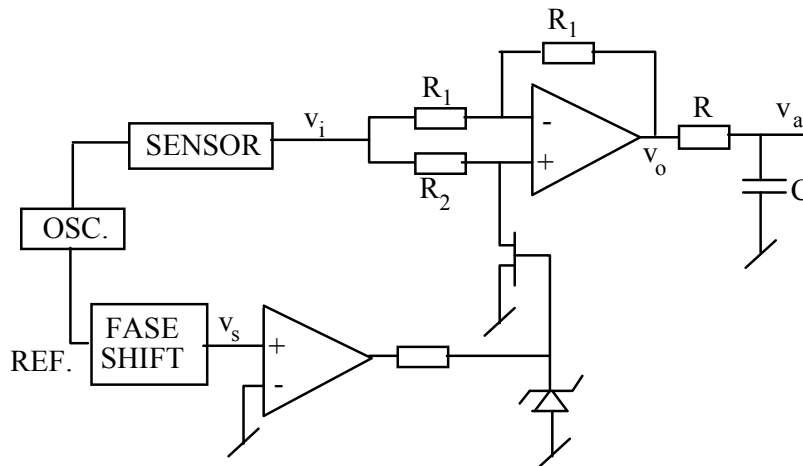 R1
R1
R
va
vi
SENSOR
-
+
vo
R2
C
OSC.
FASE
SHIFT
vs
+
-
REF.